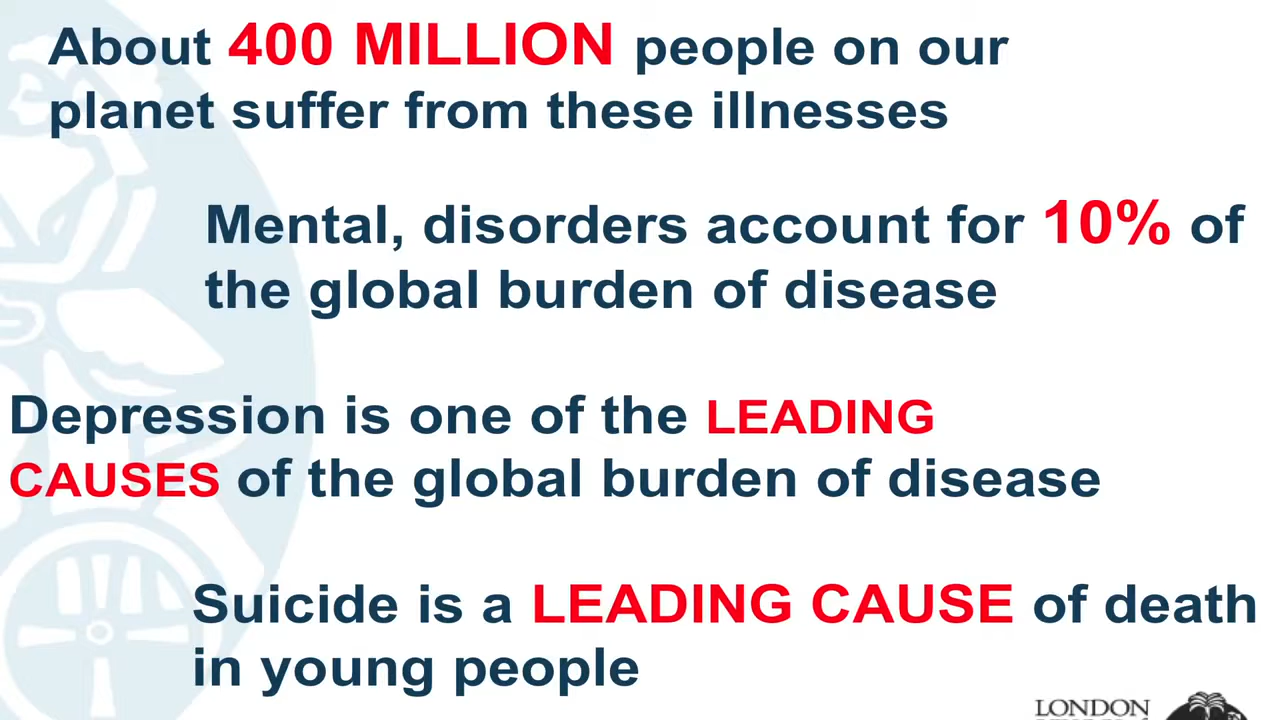 About 400 MILLION people on our
planet suffer from these illnesses
Mental, disorders account for 10% of
the global burden of disease
Depression is one of the LEADING
CAUSES of the global burden of disease
Suicide is a LEADING CAUSE of death
in young people
LONDON